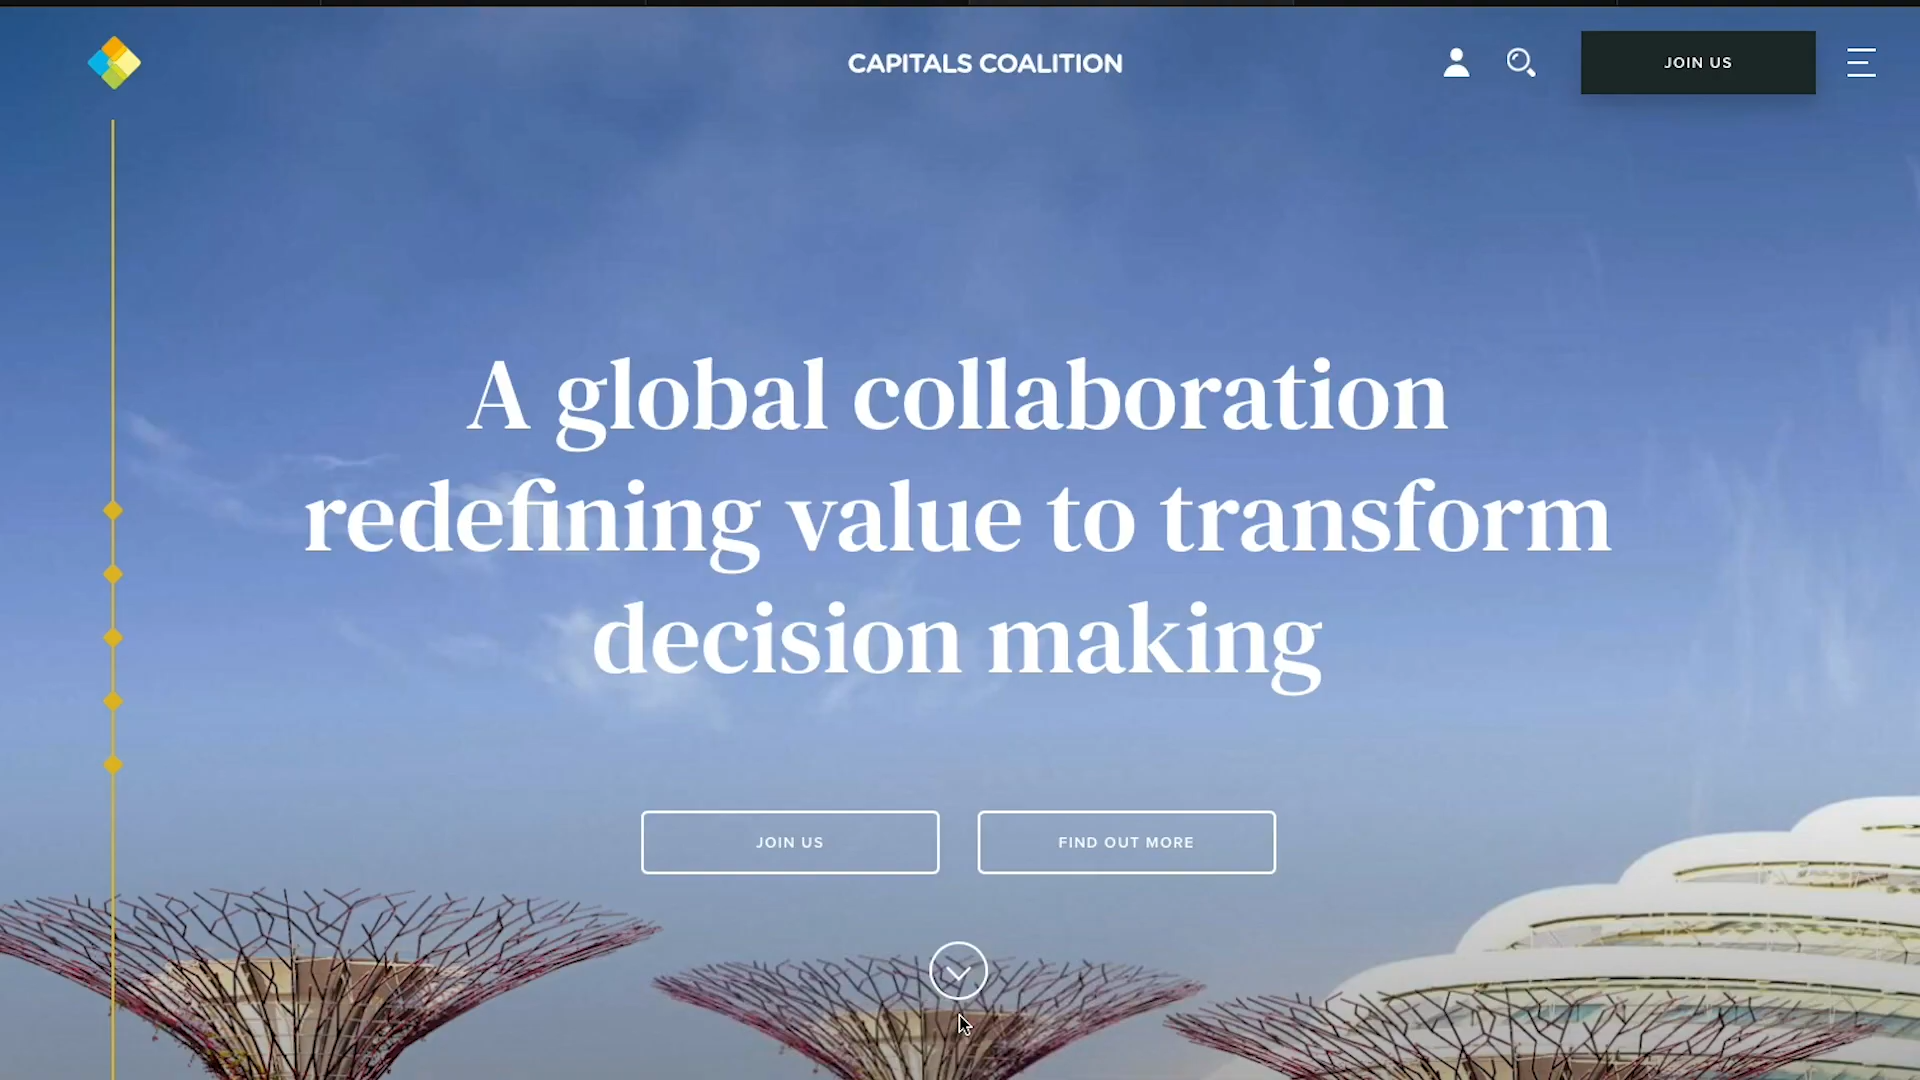 CAPITALS COALITION
JOIN US
A global collaboration
redefining value to transform
decision making
JOIN US
FIND OUT MORE